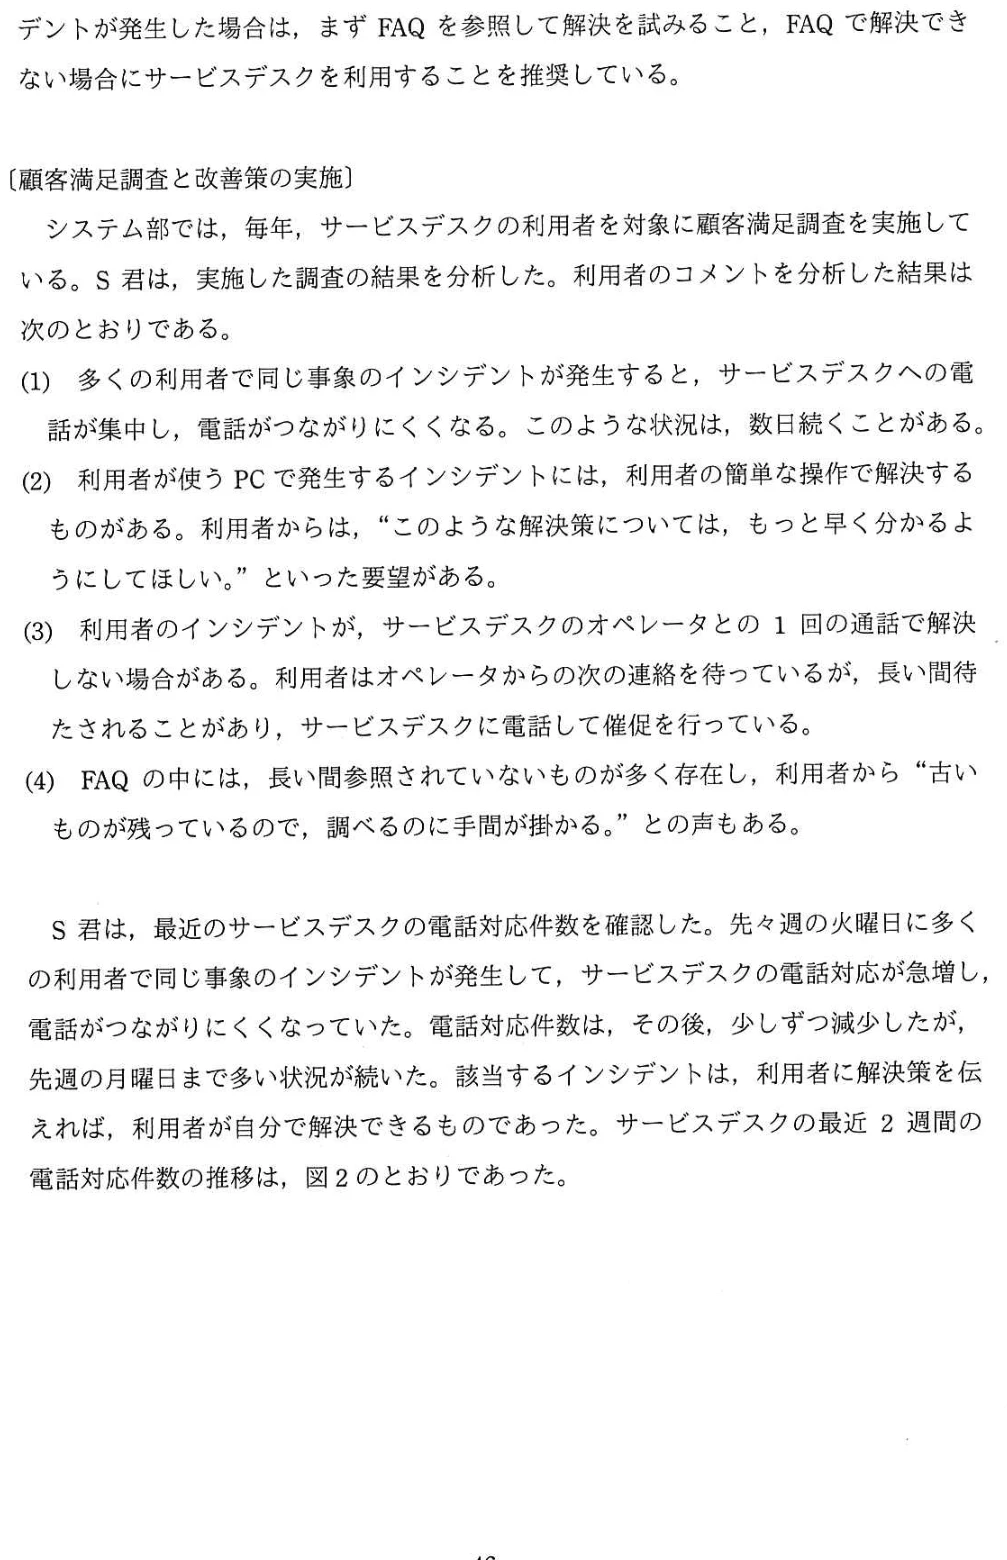 デントが発生した場合は，まず FAQ を参照して解決を試みること，FAQ で解決でき
ない場合にサービスデスクを利用することを推奨している。
〔顧客満足調査と改善策の実施〕
システム部では，毎年，サービスデスクの利用者を対象に顧客満足調査を実施して
いる。S 君は，実施した調査の結果を分析した。利用者のコメントを分析した結果は
次のとおりである。
(1) 多くの利用者で同じ事象のインシデントが発生すると，サービスデスクへの電
話が集中し，電話がつながりにくくなる。このような状況は，数日続くことがある。
(2) 利用者が使う PC で発生するインシデントには，利用者の簡単な操作で解決する
ものがある。利用者からは，“このような解決策については，もっと早く分かるよ
うにしてほしい。”といった要望がある。
(3) 利用者のインシデントが，サービスデスクのオペレータとの 1 回の通話で解決
しない場合がある。利用者はオペレータからの次の連絡を待っているが，長い間待
たされることがあり，サービスデスクに電話して催促を行っている。
(4) FAQ の中には，長い間参照されていないものが多く存在し，利用者から“古い
ものが残っているので，調べるのに手間が掛かる。”との声もある。
S 君は，最近のサービスデスクの電話対応件数を確認した。先々週の火曜日に多く
の利用者で同じ事象のインシデントが発生して，サービスデスクの電話対応が急増し，
電話がつながりにくくなっていた。電話対応件数は，その後，少しずつ減少したが，
先週の月曜日まで多い状況が続いた。該当するインシデントは，利用者に解決策を伝
えれば，利用者が自分で解決できるものであった。サービスデスクの最近 2 週間の
電話対応件数の推移は，図 2 のとおりであった。